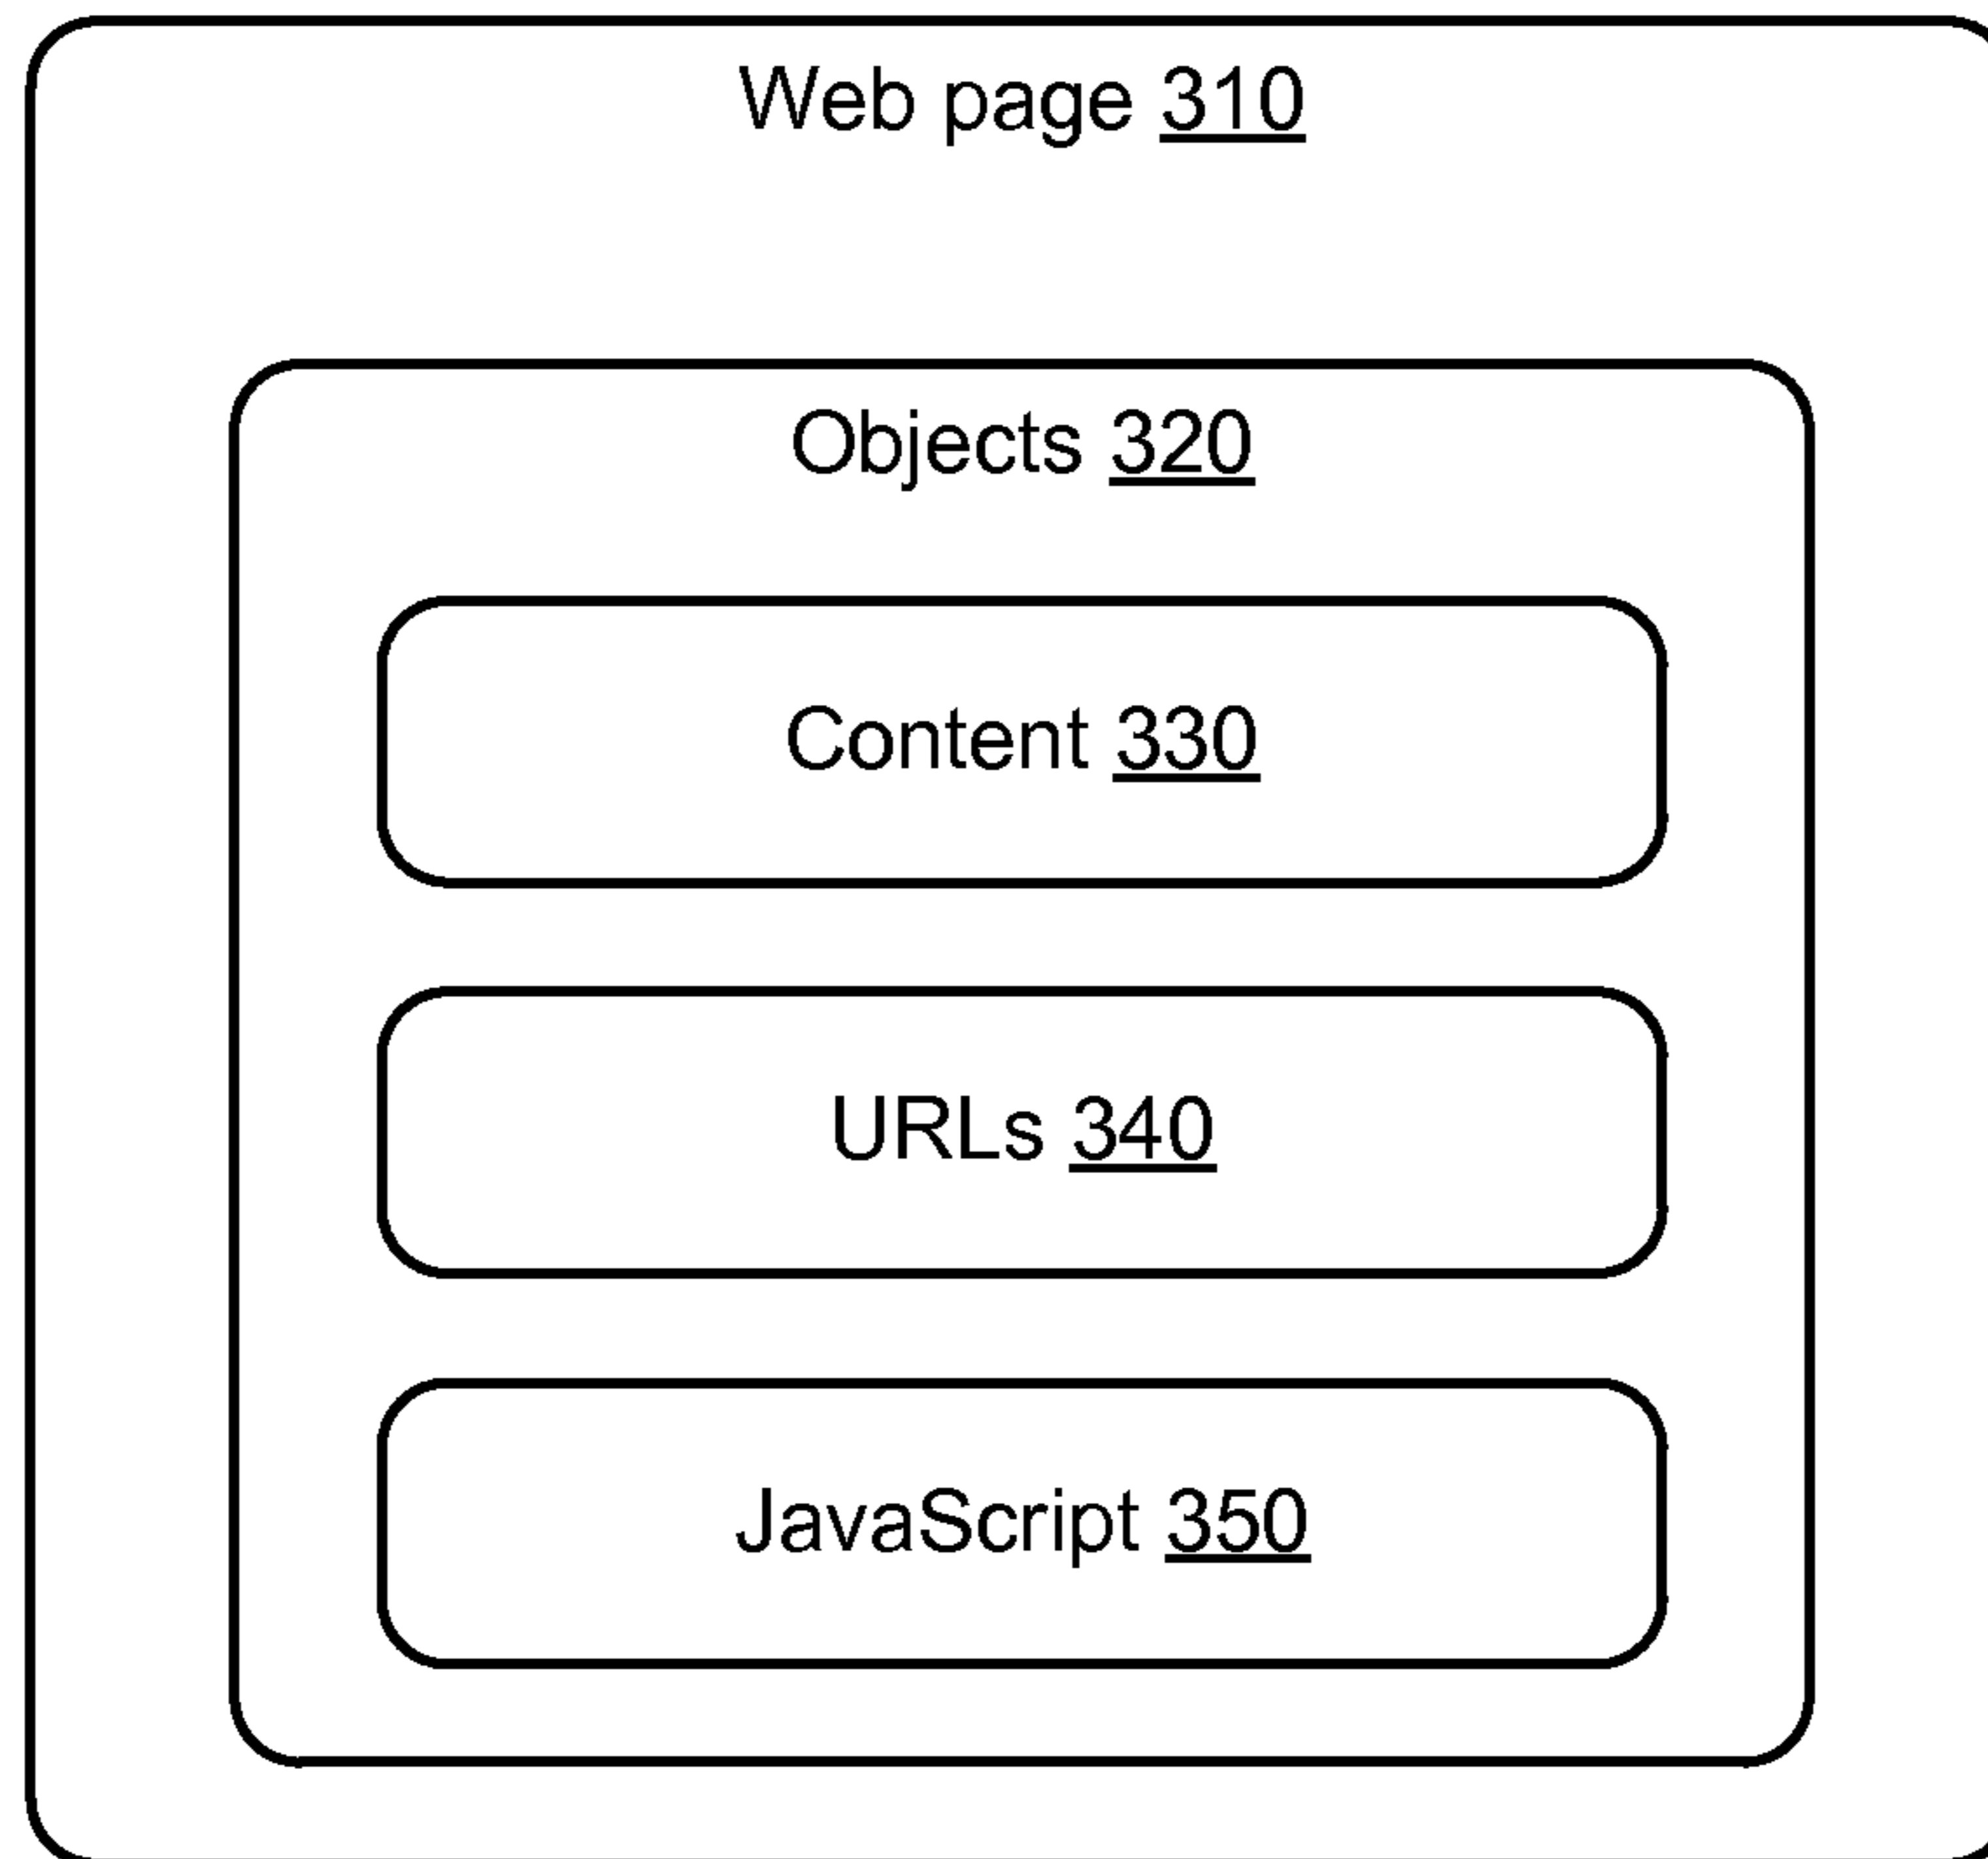 Web page 310
Objects 320
Content 330
URLs 340
JavaScript 350